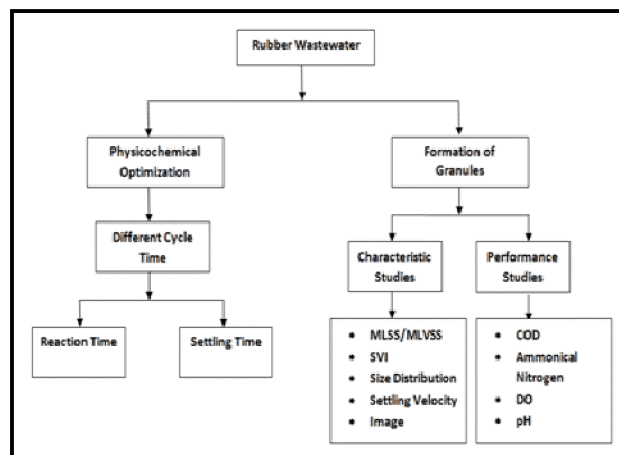 Rubber Wastewater
Physicochemical
Optimization
Formation of
Granules
Different Cycle
Time
Characteristic
Studies
Performance
Studies
Reaction Time
Settling Time
* MLSS/MLVSS
* SVI
* Size Distribution
* Settling Velocity
* Image
* COD
* Ammonical
Nitrogen
* DO
* pH